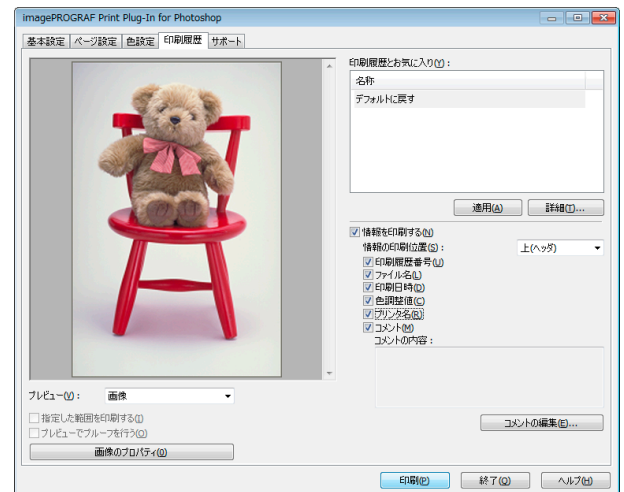 imagePROGRAF Print Plug-In for Photoshop
基本設定 ページ設定 色設定 印刷履歴 サポート
印刷履歴とお気に入り(Y)：
名称
デフォルトに戻す
適用(A) 詳細(T)...
情報を印刷する(N)
情報の印刷位置(S)： 上(ヘッダ)
印刷履歴番号(U)
ファイル名(L)
印刷日時(D)
色調整値(C)
プリンタ名(R)
コメント(M)
コメントの内容：
プレビュー(V)： 画像
指定した範囲を印刷する(I)
プレビューでプルーフを行う(O)
コメントの編集(E)...
画像のプロパティ(0)
印刷(P) 終了(Q) ヘルプ(H)